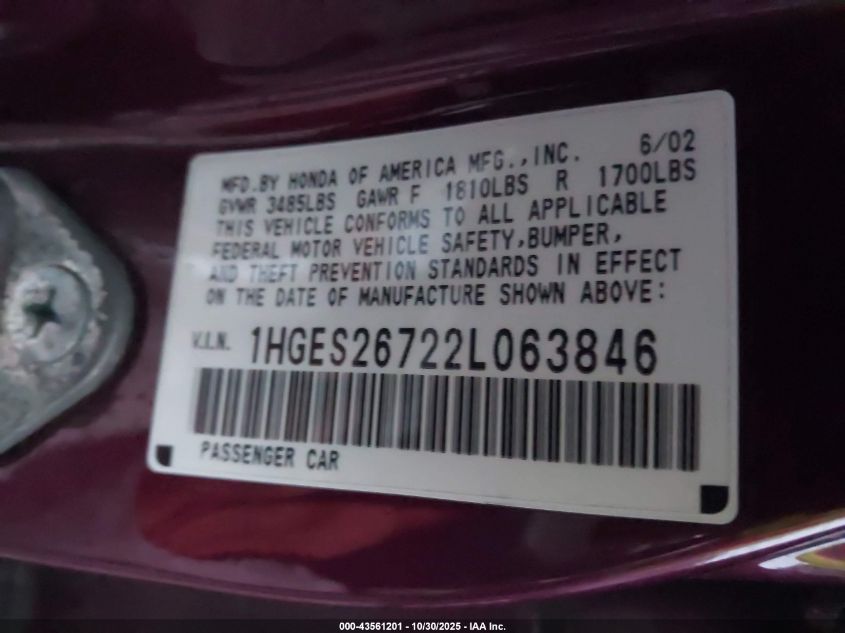 MFD.BY HONDA OF AMERICA MFG.,INC. 6/02
GVWR 3485LBS GAWR F 1810LBS R 1700LBS
THIS VEHICLE CONFORMS TO ALL APPLICABLE
FEDERAL MOTOR VEHICLE SAFETY,BUMPER,
AND THEFT PREVENTION STANDARDS IN EFFECT
ON THE DATE OF MANUFACTURE SHOWN ABOVE:
V.I.N. 1HGES26722L063846
PASSENGER CAR
000-43561201 - 10/30/2025 - IAA Inc.